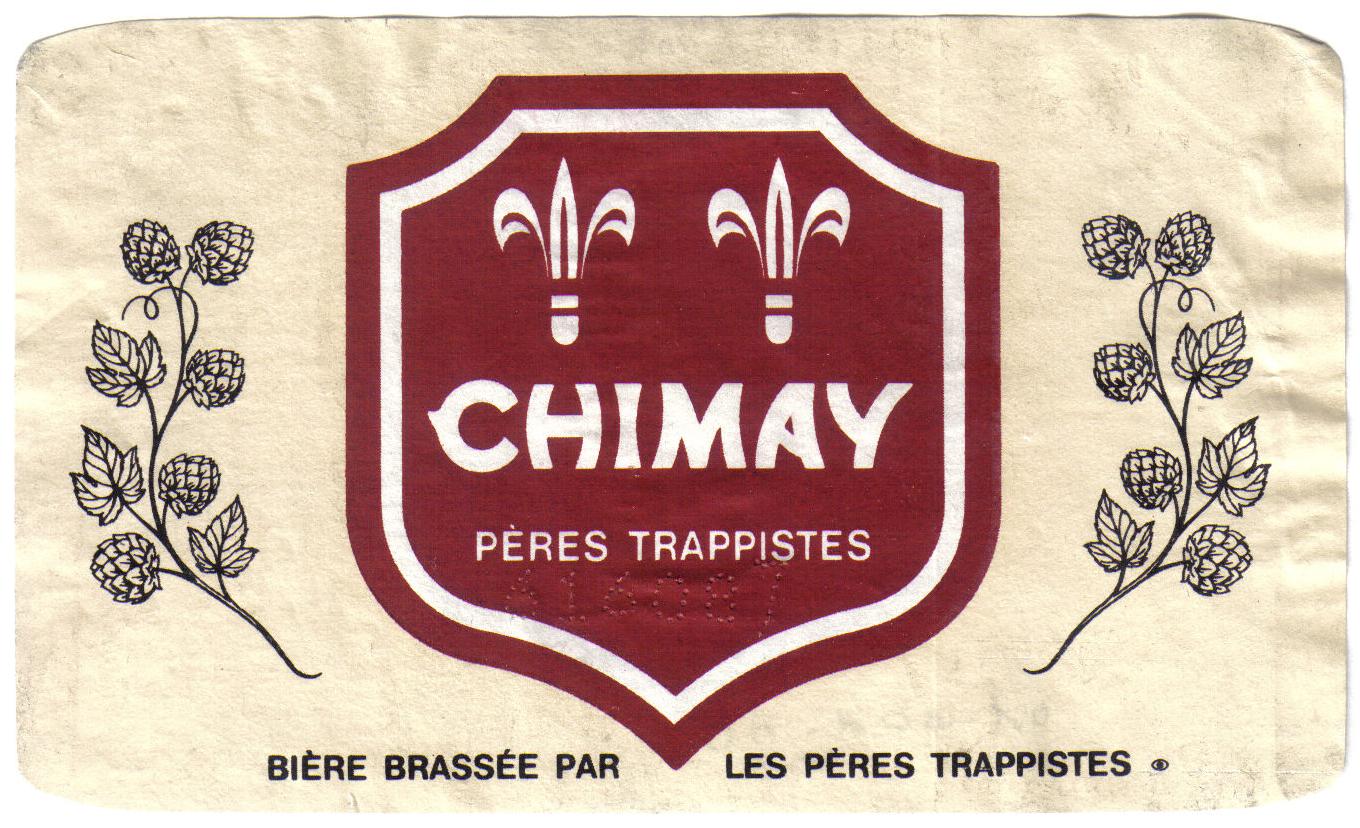 CHIMAY
PÈRES TRAPPISTES
BIÈRE BRASSÉE PAR LES PÈRES TRAPPISTES